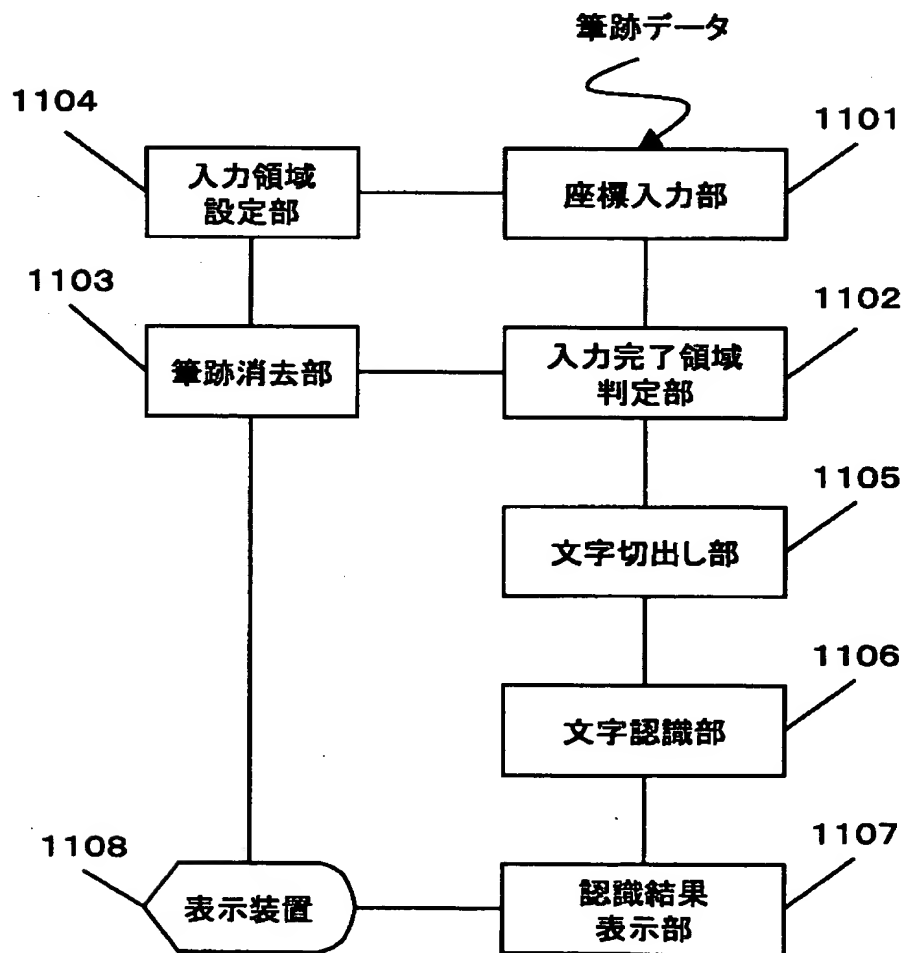 筆跡データ
1104
1101
入力領域
設定部
座標入力部
1103
1102
筆跡消去部
入力完了領域
判定部
1105
文字切出し部
1106
文字認識部
1108
1107
表示装置
認識結果
表示部